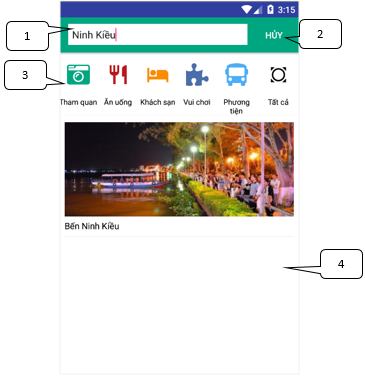 3:15
1
Ninh Kiều
HỦY
2
3
Tham quan
Ăn uống
Khách sạn
Vui chơi
Phương
tiện
Tất cả
Bến Ninh Kiều
4